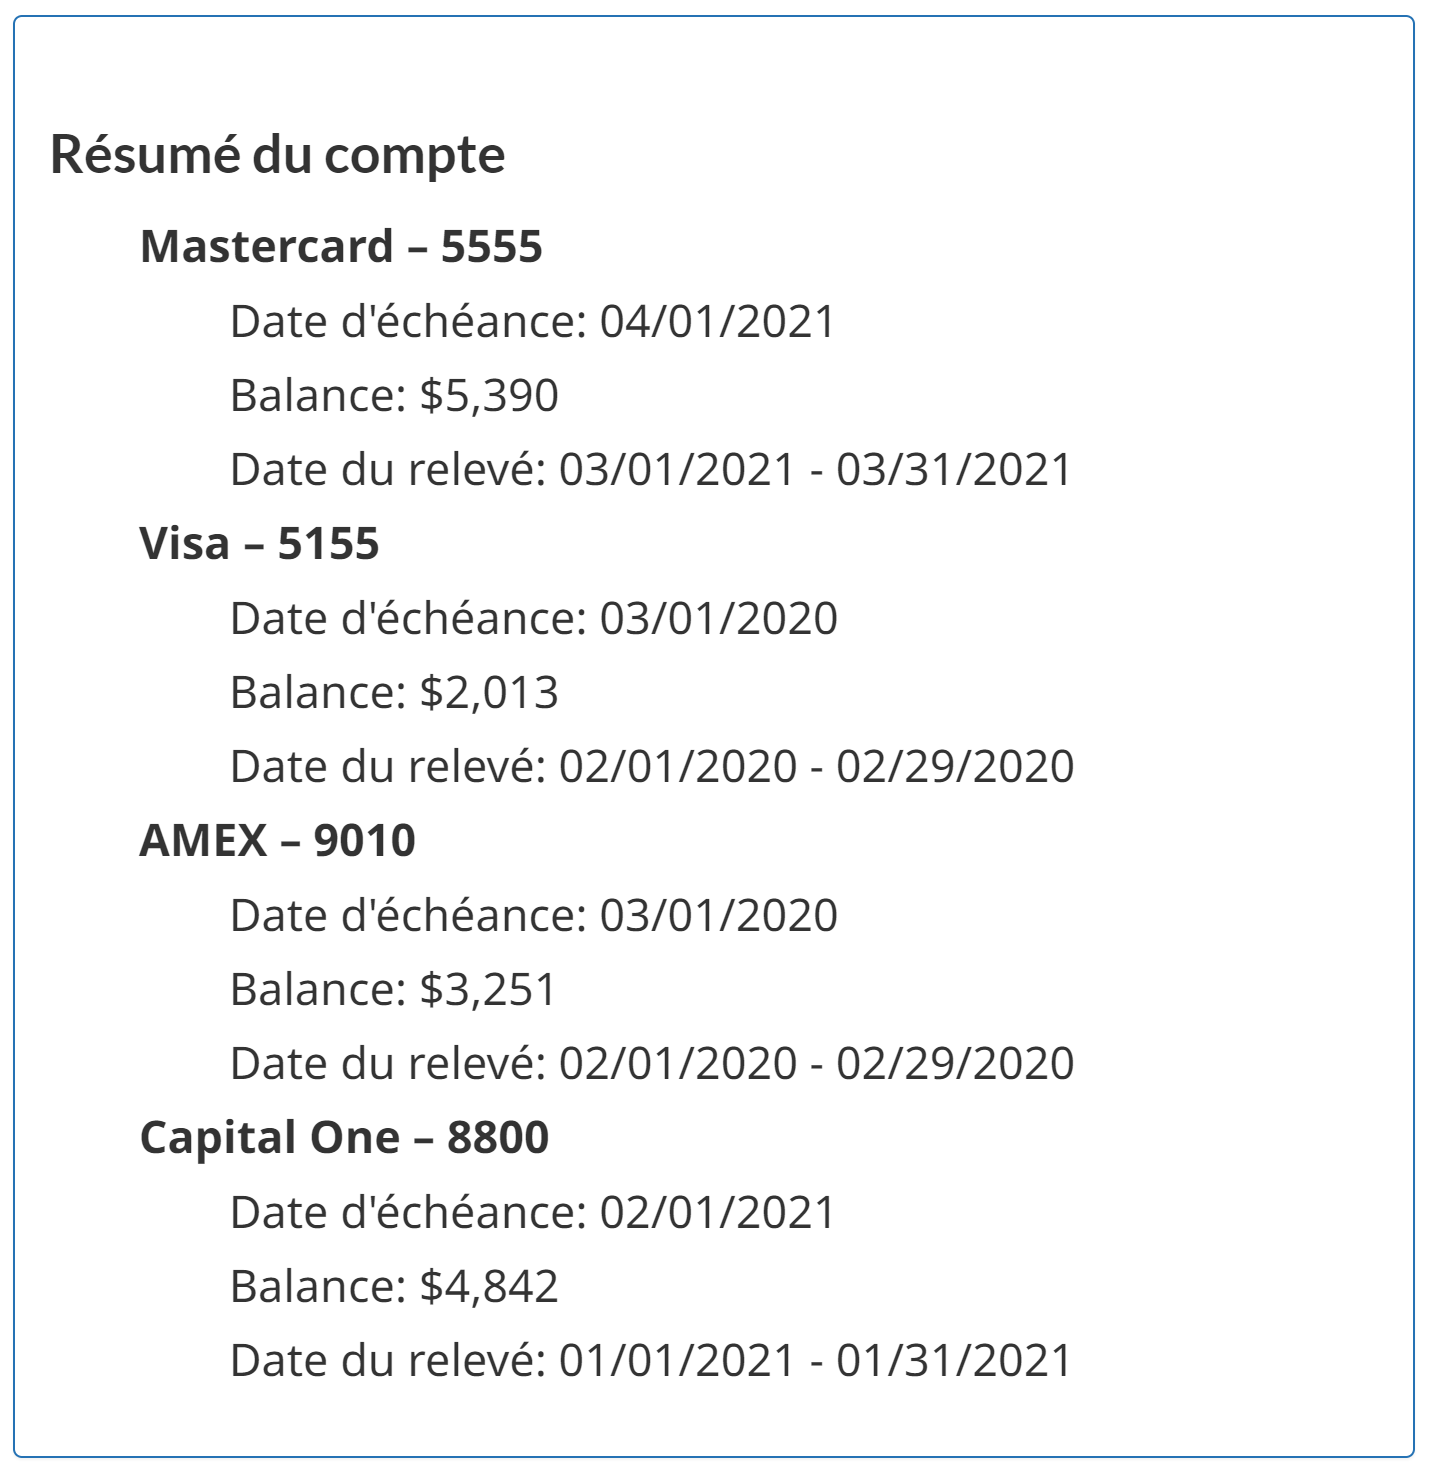 Résumé du compte
Mastercard – 5555
Date d'échéance: 04/01/2021
Balance: $5,390
Date du relevé: 03/01/2021 - 03/31/2021
Visa – 5155
Date d'échéance: 03/01/2020
Balance: $2,013
Date du relevé: 02/01/2020 - 02/29/2020
AMEX – 9010
Date d'échéance: 03/01/2020
Balance: $3,251
Date du relevé: 02/01/2020 - 02/29/2020
Capital One – 8800
Date d'échéance: 02/01/2021
Balance: $4,842
Date du relevé: 01/01/2021 - 01/31/2021